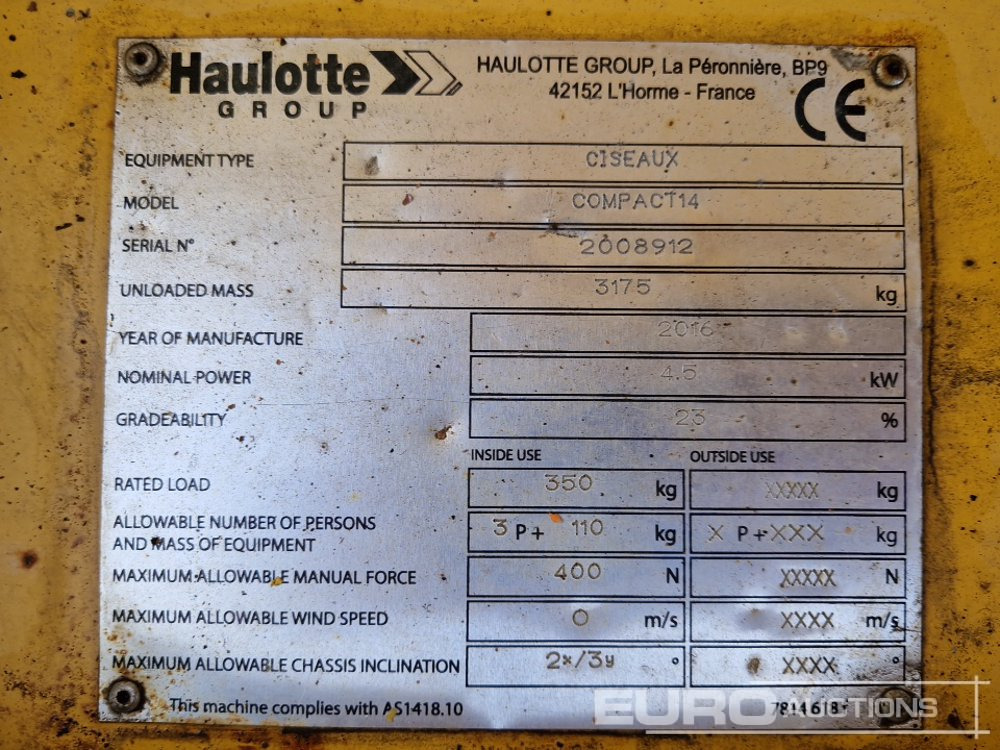 Haulotte
GROUP
HAULOTTE GROUP, La Péronnière, BP9
42152 L'Horme - France
CE
EQUIPMENT TYPE CISEAUX
MODEL COMPACT14
SERIAL N° 2008912
UNLOADED MASS 3175 kg
YEAR OF MANUFACTURE 2016
NOMINAL POWER 4.5 kW
GRADEABILITY 23 %
INSIDE USE OUTSIDE USE
RATED LOAD 350 kg XXXXX kg
ALLOWABLE NUMBER OF PERSONS
AND MASS OF EQUIPMENT 3 P+ 110 kg X P+ XXX kg
MAXIMUM ALLOWABLE MANUAL FORCE 400 N XXXXX N
MAXIMUM ALLOWABLE WIND SPEED 0 m/s XXXX m/s
MAXIMUM ALLOWABLE CHASSIS INCLINATION 2x/3y ° XXXX °
This machine complies with AS1418.10
EURO AUCTIONS